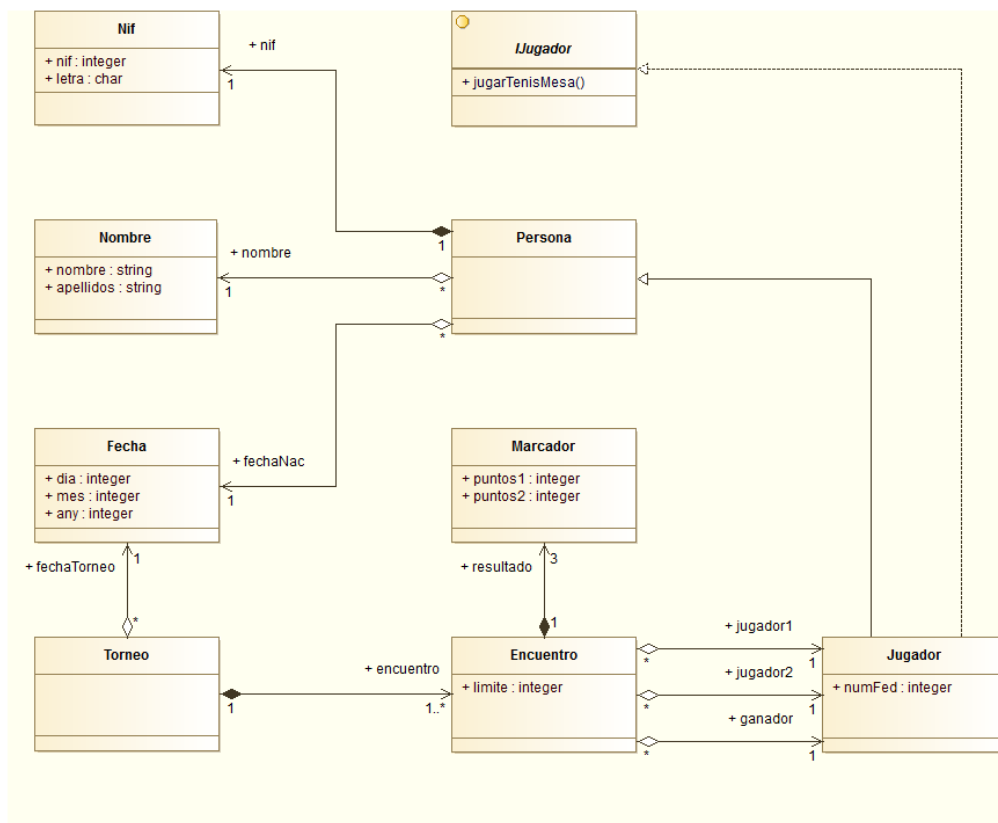 Nif
+ nif : integer
+ letra : char
+ nif
1
IJugador
+ jugarTenisMesa()
Nombre
+ nombre : string
+ apellidos : string
+ nombre
1
Persona
1
*
*
Fecha
+ dia : integer
+ mes : integer
+ any : integer
+ fechaNac
1
Marcador
+ puntos1 : integer
+ puntos2 : integer
+ fechaTorneo
1
*
+ resultado
3
1
Torneo
+ encuentro
1
1..*
Encuentro
+ limite : integer
+ jugador1
*
1
+ jugador2
*
1
+ ganador
*
1
Jugador
+ numFed : integer